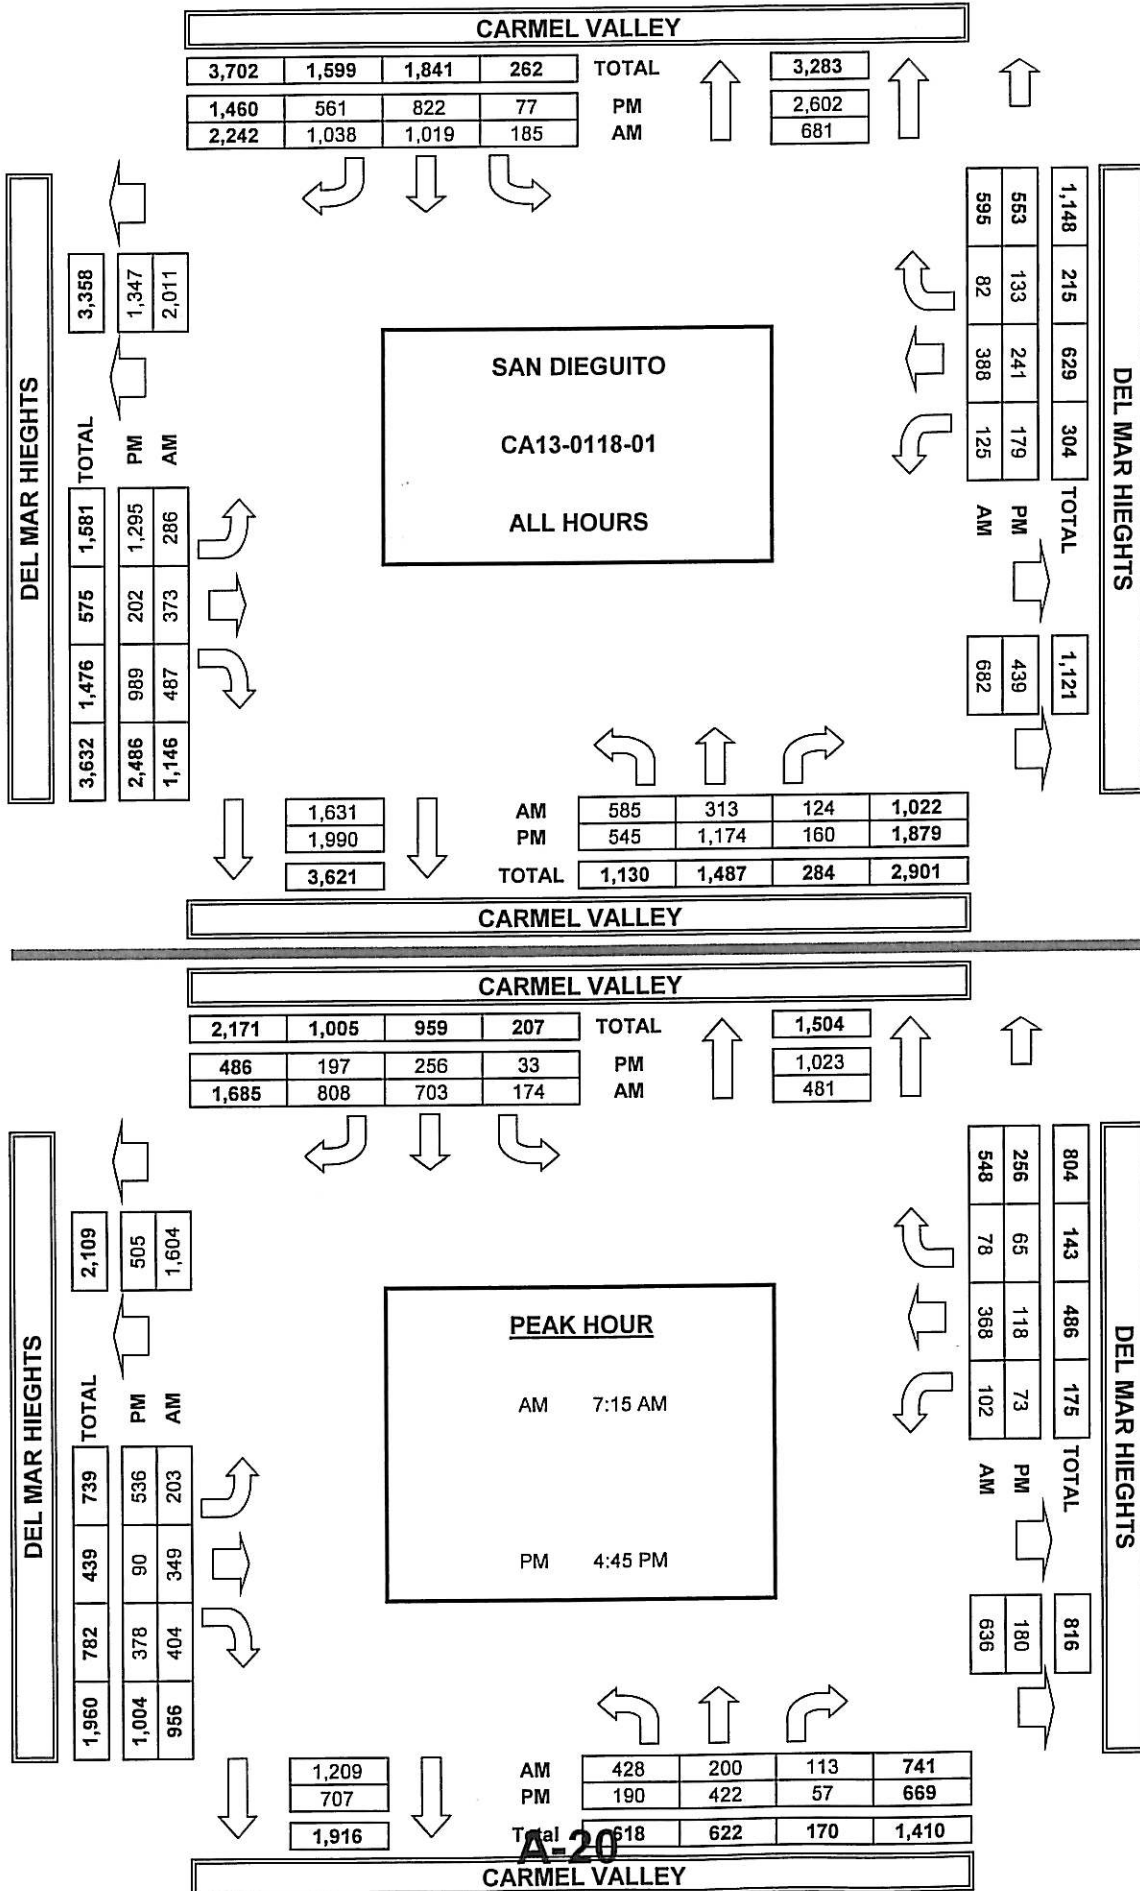 CARMEL VALLEY
3,702 1,599 1,841 262 TOTAL 3,283
1,460 561 822 77 PM 2,602
2,242 1,038 1,019 185 AM 681
DEL MAR HIEGHTS
3,358 1,347 2,011
TOTAL PM AM
1,581 1,295 286
575 202 373
1,476 989 487
3,632 2,486 1,146
SAN DIEGUITO
CA13-0118-01
ALL HOURS
1,148 215 629 304 TOTAL 1,121
553 133 241 179 PM 439
595 82 388 125 AM 682
DEL MAR HIEGHTS
1,631 AM 585 313 124 1,022
1,990 PM 545 1,174 160 1,879
3,621 TOTAL 1,130 1,487 284 2,901
CARMEL VALLEY
CARMEL VALLEY
2,171 1,005 959 207 TOTAL 1,504
486 197 256 33 PM 1,023
1,685 808 703 174 AM 481
DEL MAR HIEGHTS
2,109 505 1,604
TOTAL PM AM
739 536 203
439 90 349
782 378 404
1,960 1,004 956
PEAK HOUR
AM 7:15 AM
PM 4:45 PM
804 143 486 175 TOTAL 816
256 65 118 73 PM 180
548 78 368 102 AM 636
DEL MAR HIEGHTS
1,209 AM 428 200 113 741
707 PM 190 422 57 669
1,916 Total 618 622 170 1,410
A-20
CARMEL VALLEY